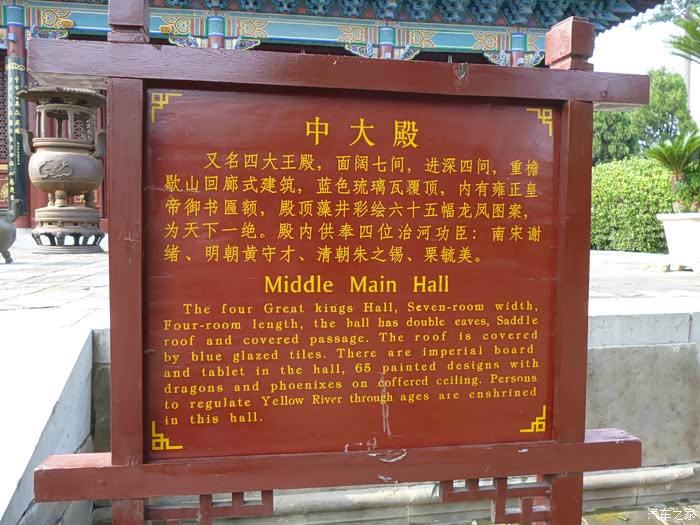 中大殿
又名四大王殿，面阔七间，进深四间，重檐
歇山回廊式建筑，蓝色琉璃瓦覆顶，内有雍正皇
帝御书匾额，殿顶藻井彩绘六十五幅龙凤图案，
为天下一绝。殿内供奉四位治河功臣：南宋谢
绪、明朝黄守才、清朝朱之锡、栗毓美。
Middle Main Hall
The four Great kings Hall, Seven-room width,
Four-room length, the hall has double eaves, Saddle
roof and covered passage. The roof is covered
by blue glazed tiles. There are imperial board
and tablet in the hall, 65 painted designs with
dragons and phoenixes on coffered ceiling. Persons
to regulate Yellow River through ages are enshrined
in this hall.
汽车之家